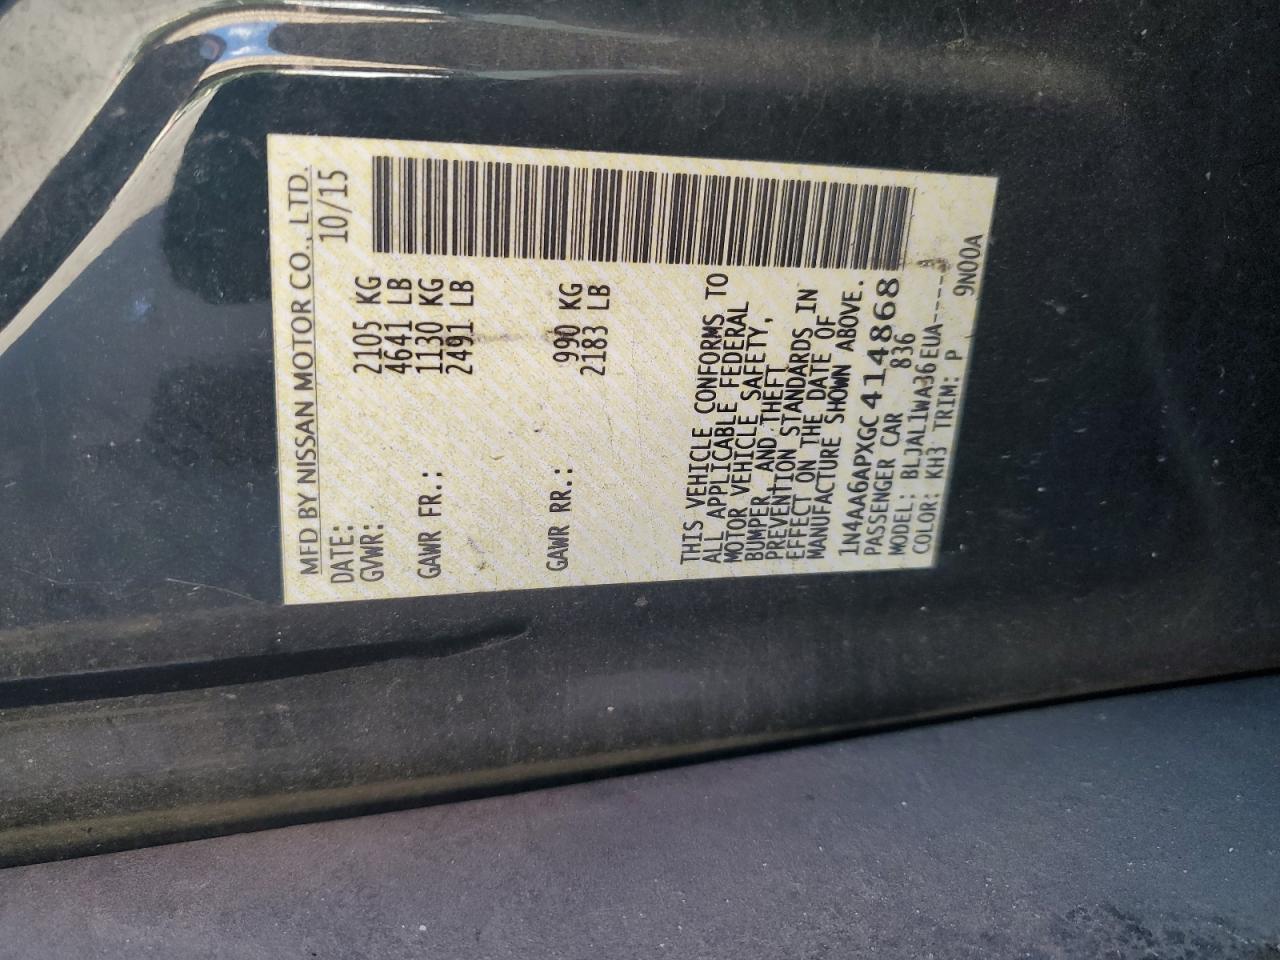 MFD BY NISSAN MOTOR CO., LTD.
DATE: 10/15
GVWR: 2105 KG
4641 LB
GAWR FR.: 1130 KG
2491 LB
GAWR RR.: 990 KG
2183 LB
THIS VEHICLE CONFORMS TO
ALL APPLICABLE FEDERAL
MOTOR VEHICLE SAFETY,
BUMPER AND THEFT
PREVENTION STANDARDS IN
EFFECT ON THE DATE OF
MANUFACTURE SHOWN ABOVE.
1N4AA6APXGC414868
PASSENGER CAR 836
MODEL: BLJAL1WA36EUA-----
COLOR: KH3 TRIM: P 9N00A